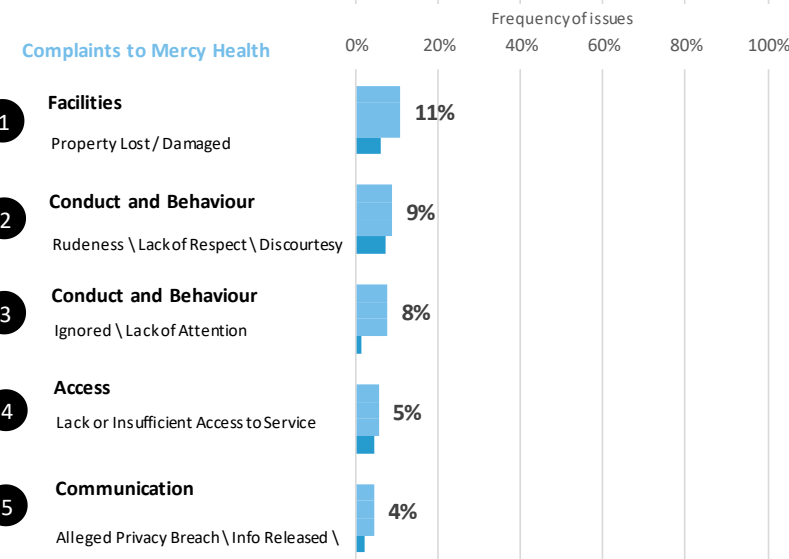 Frequency of issues
Complaints to Mercy Health
0% 20% 40% 60% 80% 100%
1
Facilities
11%
Property Lost / Damaged
2
Conduct and Behaviour
9%
Rudeness \ Lack of Respect \ Discourtesy
3
Conduct and Behaviour
8%
Ignored \ Lack of Attention
4
Access
5%
Lack or Insufficient Access to Service
5
Communication
4%
Alleged Privacy Breach \ Info Released \